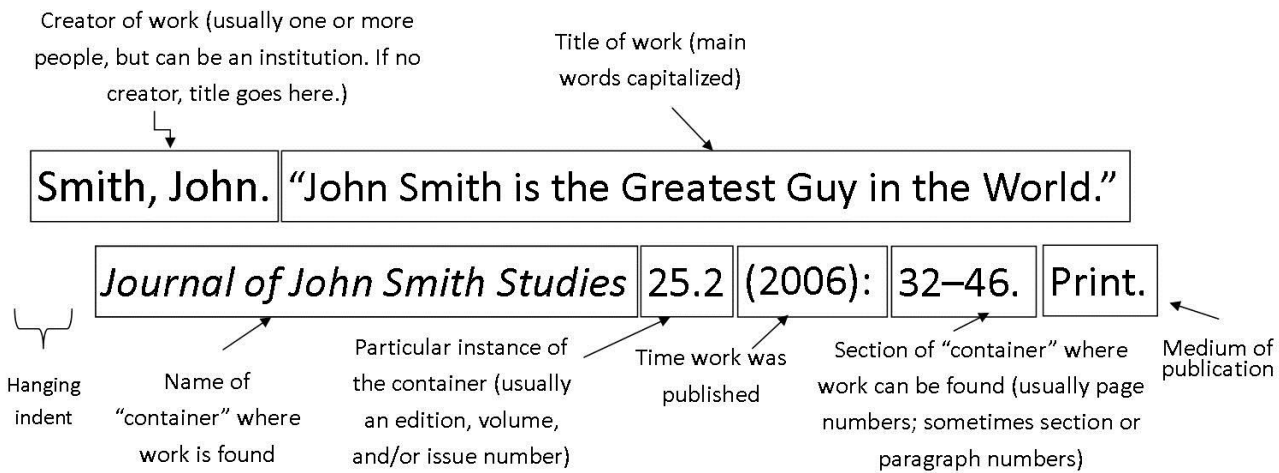 Creator of work (usually one or more
people, but can be an institution. If no
creator, title goes here.)
Title of work (main
words capitalized)
Smith, John. “John Smith is the Greatest Guy in the World.”
Journal of John Smith Studies 25.2 (2006): 32–46. Print.
Hanging
indent
Name of
“container” where
work is found
Particular instance of
the container (usually
an edition, volume,
and/or issue number)
Time work was
published
Section of “container” where
work can be found (usually page
numbers; sometimes section or
paragraph numbers)
Medium of
publication